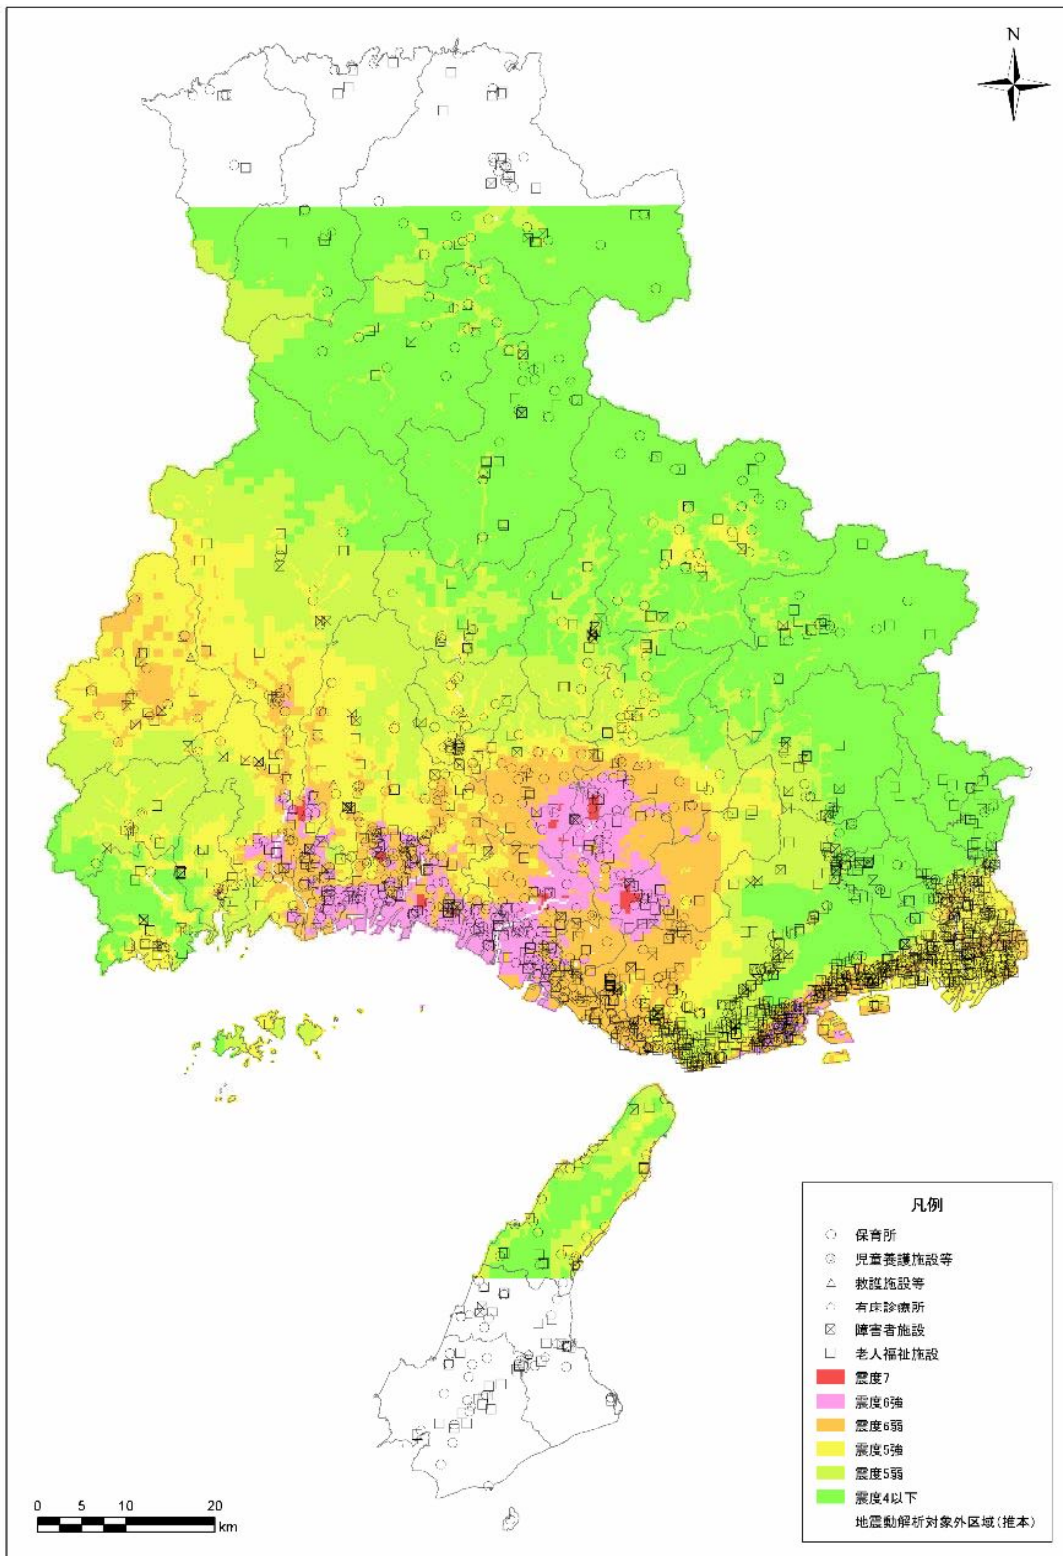 N
凡例
保育所
児童養護施設等
救護施設等
有床診療所
障害者施設
老人福祉施設
震度7
震度6強
震度6弱
震度5強
震度5弱
震度4以下
地震動解析対象外区域(推本)
0 5 10 20
km